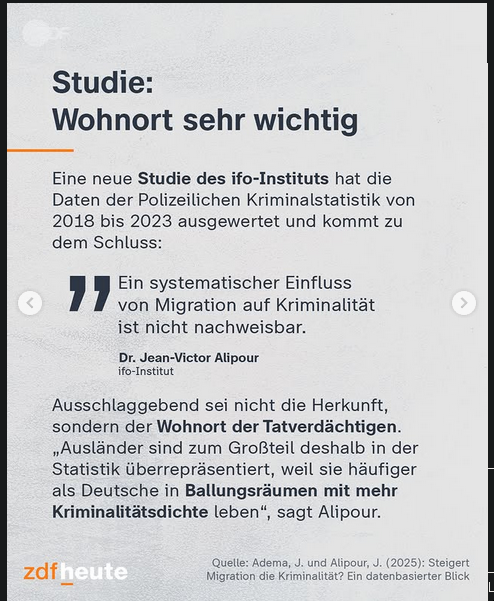 ZDF
Studie:
Wohnort sehr wichtig
Eine neue Studie des ifo-Instituts hat die
Daten der Polizeilichen Kriminalstatistik von
2018 bis 2023 ausgewertet und kommt zu
dem Schluss:
” Ein systematischer Einfluss
von Migration auf Kriminalität
ist nicht nachweisbar.
Dr. Jean-Victor Alipour
ifo-Institut
Ausschlaggebend sei nicht die Herkunft,
sondern der Wohnort der Tatverdächtigen.
„Ausländer sind zum Großteil deshalb in der
Statistik überrepräsentiert, weil sie häufiger
als Deutsche in Ballungsräumen mit mehr
Kriminalitätsdichte leben“, sagt Alipour.
zdfheute
Quelle: Adema, J. und Alipour, J. (2025): Steigert
Migration die Kriminalität? Ein datenbasierter Blick